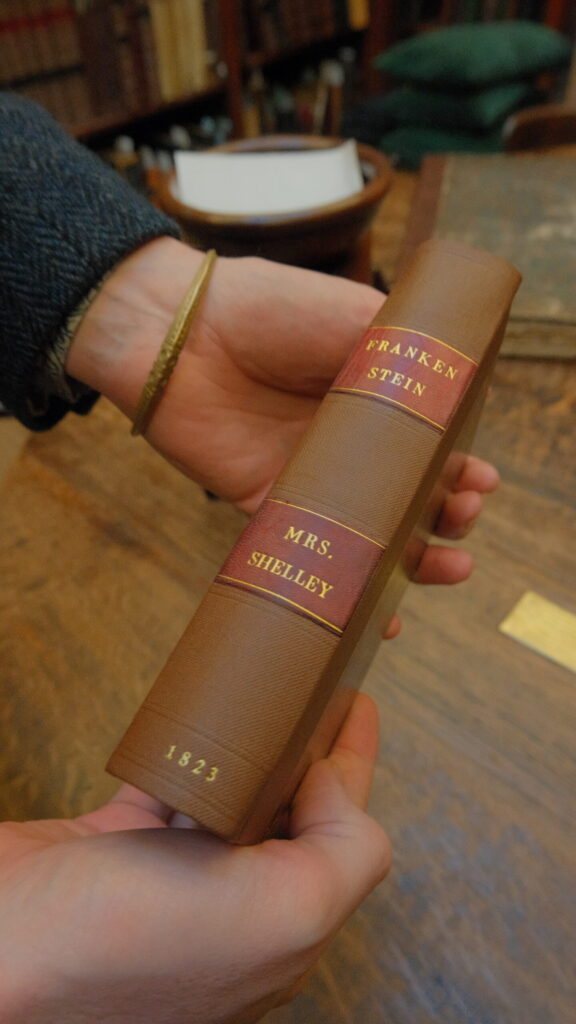 FRANKEN
STEIN
MRS.
SHELLEY
1823